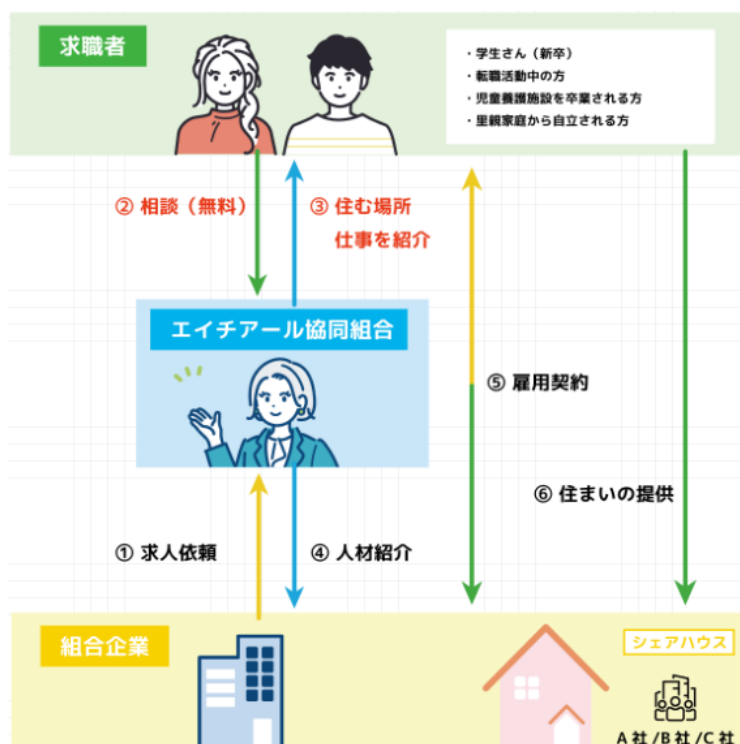 求職者
・学生さん（新卒）
・転職活動中の方
・児童養護施設を卒業される方
・里親家庭から自立される方
② 相談（無料）
③ 住む場所
仕事を紹介
エイチアール協同組合
⑤ 雇用契約
⑥ 住まいの提供
① 求人依頼
④ 人材紹介
組合企業
シェアハウス
A社/B社/C社